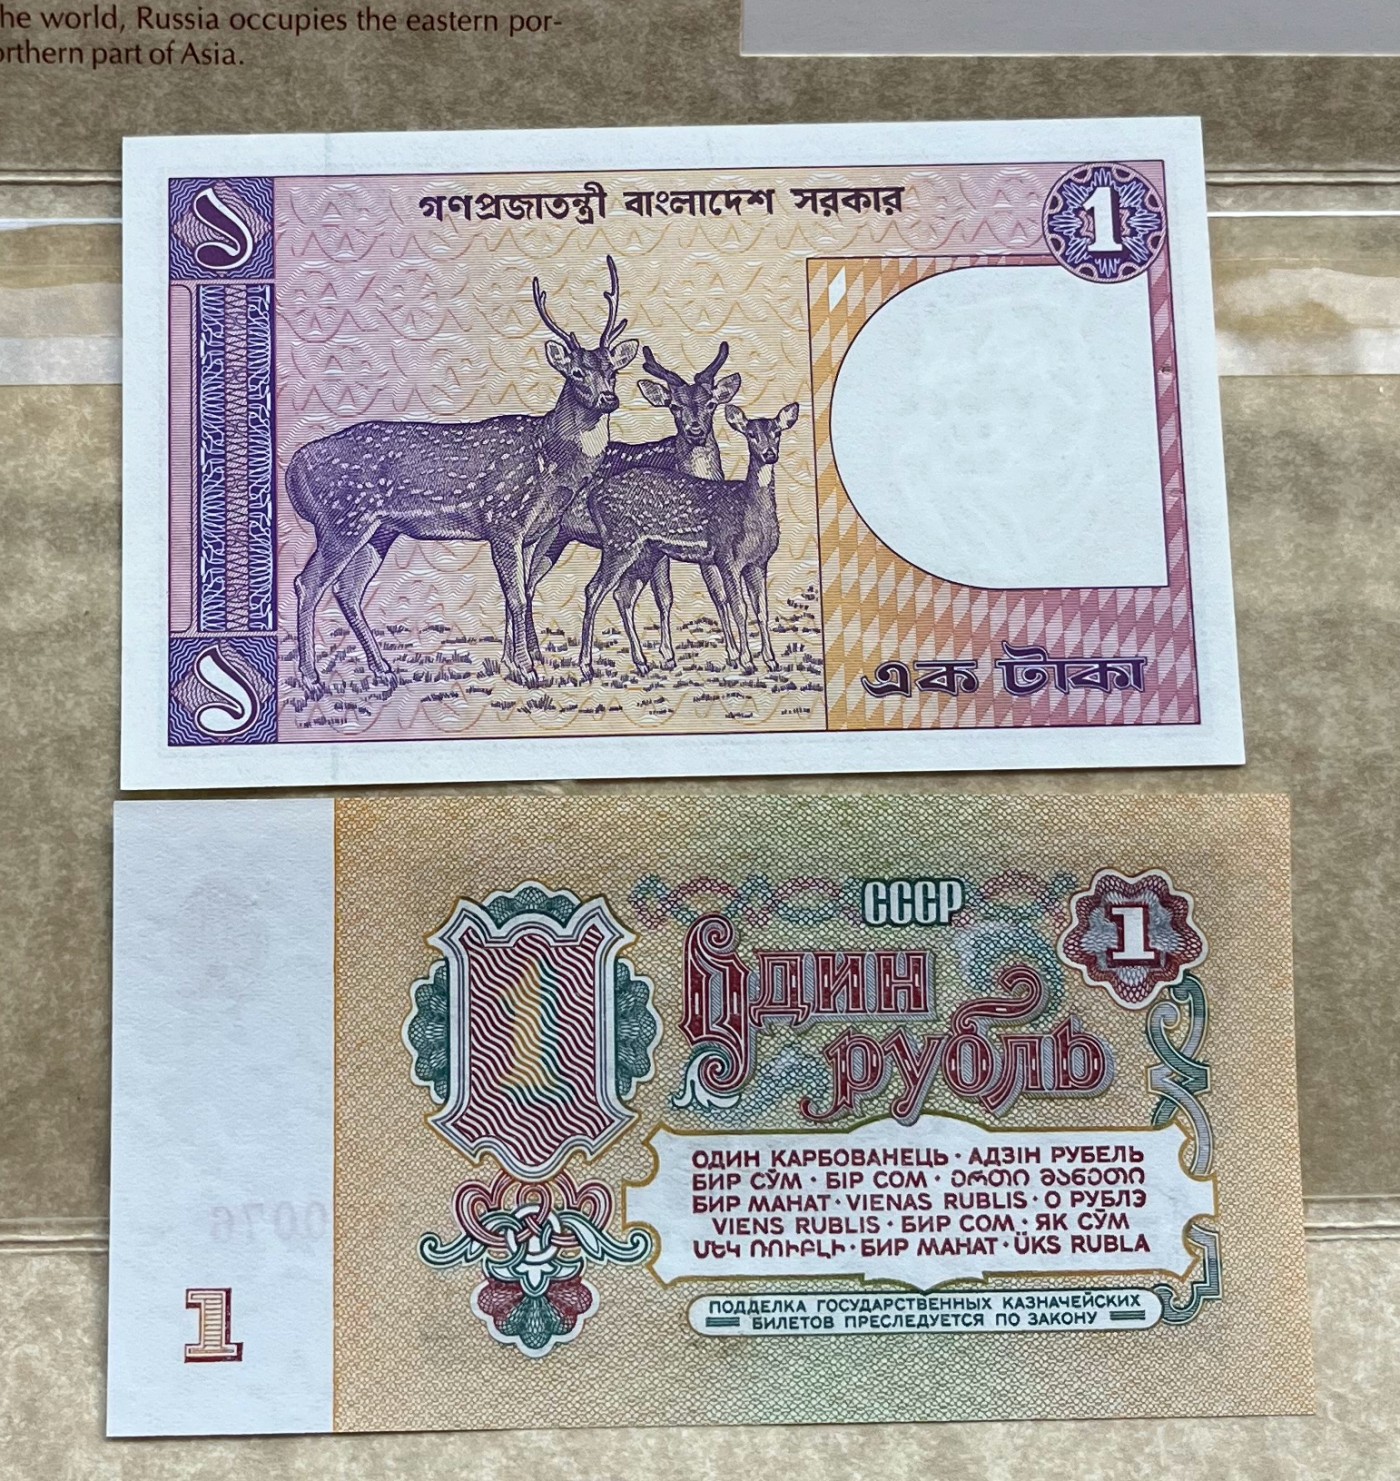 he world, Russia occupies the eastern por-
orthern part of Asia.
১
গণপ্রজাতন্ত্রী বাংলাদেশ সরকার
1
১
এক টাকা
СССР
1
1
Один
рубль
ОДИН КАРБОВАНЕЦЬ · АДЗІН РУБЕЛЬ
БИР СЎМ · БІР СОМ · ᲔᲠᲗᲘ ᲛᲐᲜᲔᲗᲘ
БИР МАНАТ · VIENAS RUBLIS · О РУБЛЭ
VIENS RUBLIS · БИР СОМ · ЯК СӮМ
ՄԵԿ ՌՈՒԲԼԻ · БИР МАНАТ · ÜKS RUBLA
0076
1
ПОДДЕЛКА ГОСУДАРСТВЕННЫХ КАЗНАЧЕЙСКИХ
БИЛЕТОВ ПРЕСЛЕДУЕТСЯ ПО ЗАКОНУ